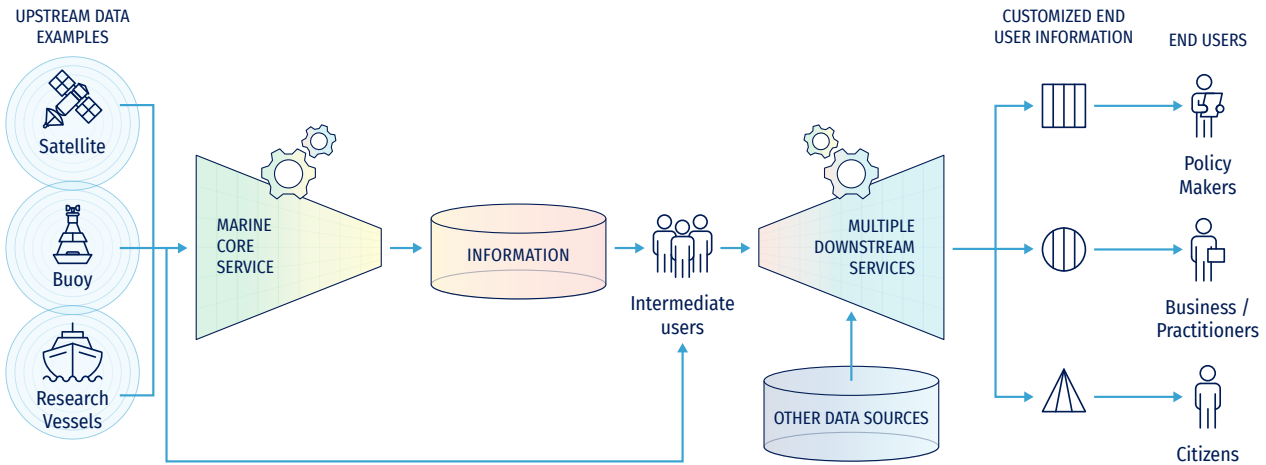 UPSTREAM DATA
EXAMPLES
Satellite
Buoy
Research
Vessels
MARINE
CORE
SERVICE
INFORMATION
Intermediate
users
MULTIPLE
DOWNSTREAM
SERVICES
OTHER DATA SOURCES
CUSTOMIZED END
USER INFORMATION
END USERS
Policy
Makers
Business /
Practitioners
Citizens